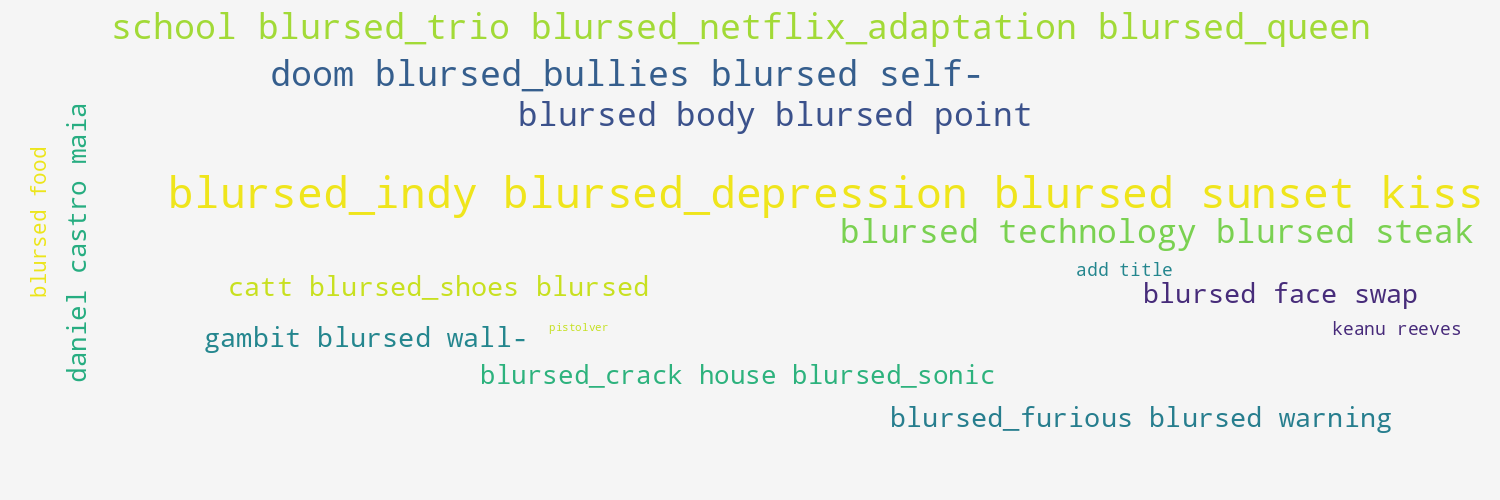 school blursed_trio blursed_netflix_adaptation blursed_queen
doom blursed_bullies blursed self-
blursed body blursed point
blursed food
daniel castro maia
blursed_indy blursed_depression blursed sunset kiss
blursed technology blursed steak
add title
catt blursed_shoes blursed
blursed face swap
pistolver
keanu reeves
gambit blursed wall-
blursed_crack house blursed_sonic
blursed_furious blursed warning